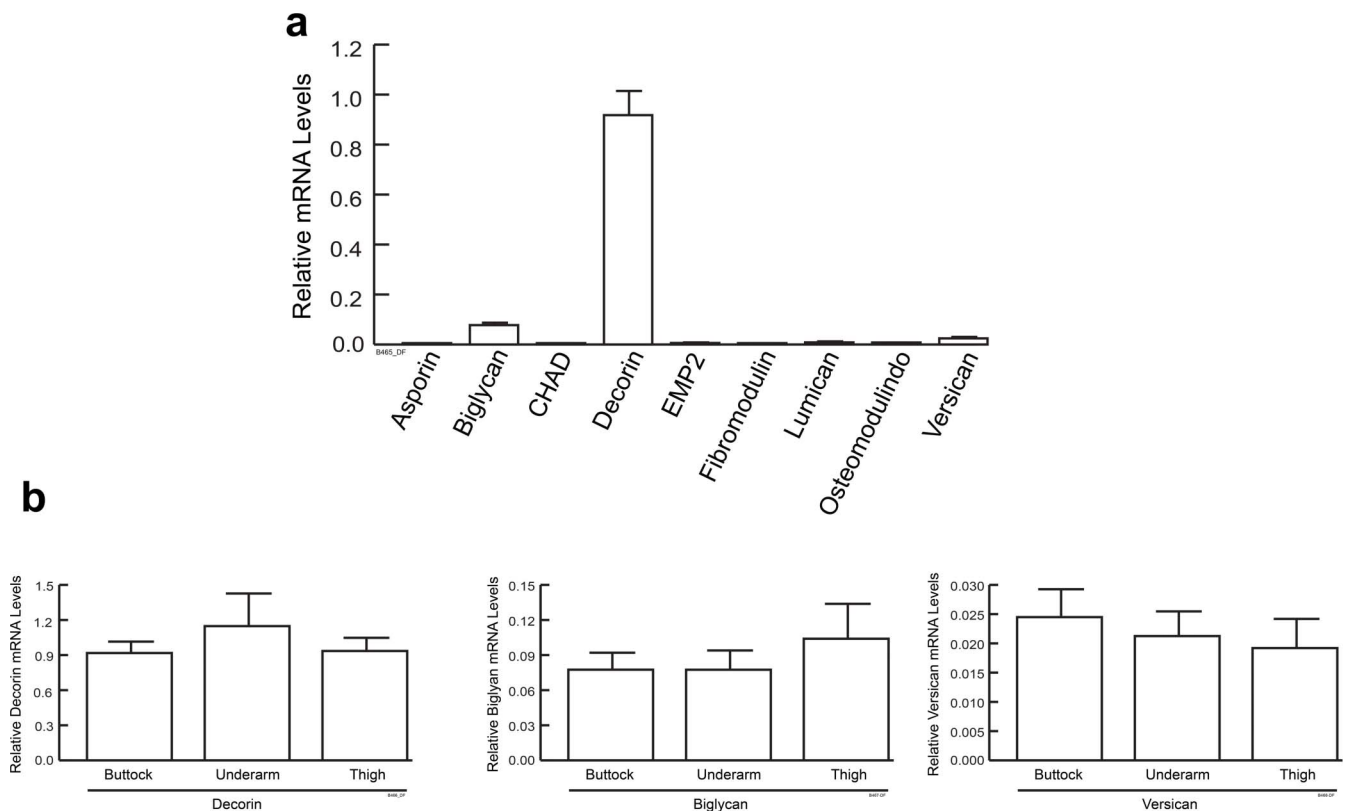 a
Relative mRNA Levels
1.2
1.0
0.8
0.6
0.4
0.2
0.0
B465_DF
Asporin
Biglycan
CHAD
Decorin
EMP2
Fibromodulin
Lumican
Osteomodulindo
Versican
b
Relative Decorin mRNA Levels
1.5
1.2
0.9
0.6
0.3
0.0
Buttock Underarm Thigh
Decorin
B466_DF
Relative Biglyan mRNA Levels
0.15
0.12
0.09
0.06
0.03
0.00
Buttock Underarm Thigh
Biglycan
B467-DF
Relative Versican mRNA Levels
0.030
0.025
0.020
0.015
0.010
0.005
0.000
Buttock Underarm Thigh
Versican